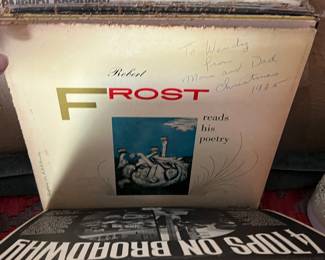 Robert
FROST
reads
his
poetry
To Wendy
from
Mom and Dad
Christmas
4 TOPS ON BROADWAY